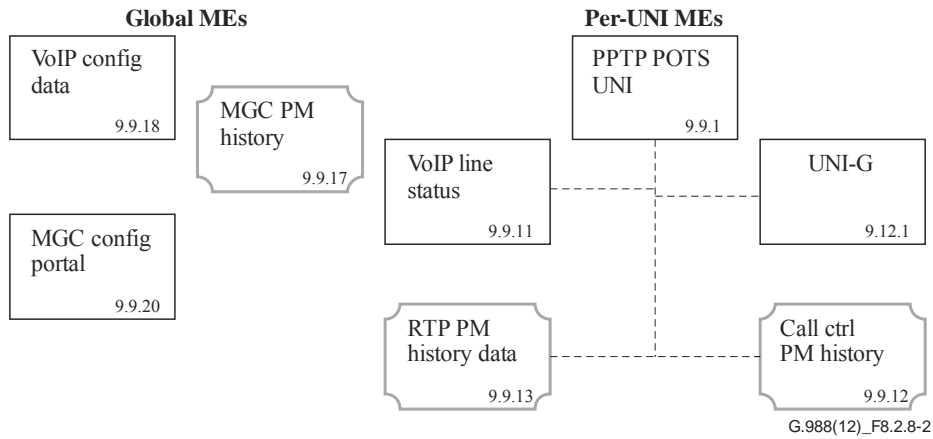 Global MEs
Per-UNI MEs
VoIP config
data
9.9.18
MGC PM
history
9.9.17
MGC config
portal
9.9.20
PPTP POTS
UNI
9.9.1
VoIP line
status
9.9.11
UNI-G
9.12.1
RTP PM
history data
9.9.13
Call ctrl
PM history
9.9.12
G.988(12)_F8.2.8-2